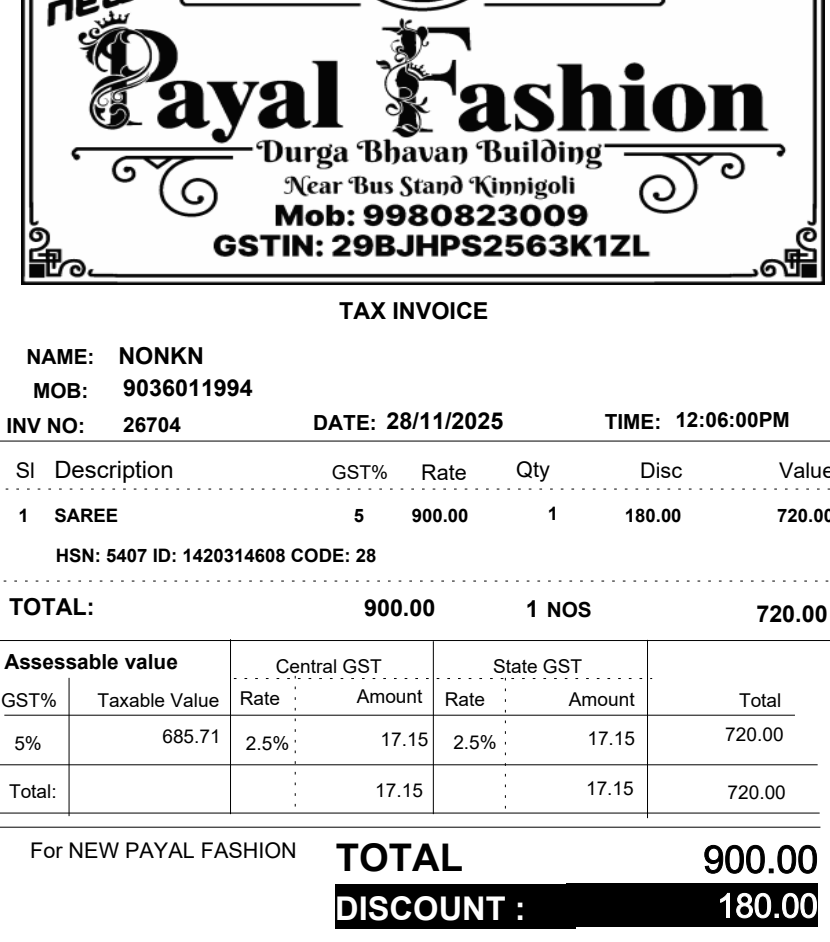 new
Payal Fashion
Durga Bhavan Building
Near Bus Stand Kinnigoli
Mob: 9980823009
GSTIN: 29BJHPS2563K1ZL
TAX INVOICE
NAME: NONKN
MOB: 9036011994
INV NO: 26704 DATE: 28/11/2025 TIME: 12:06:00PM
Sl Description GST% Rate Qty Disc Value
1 SAREE 5 900.00 1 180.00 720.00
HSN: 5407 ID: 1420314608 CODE: 28
TOTAL: 900.00 1 NOS 720.00
Assessable value Central GST State GST
GST% Taxable Value Rate Amount Rate Amount Total
5% 685.71 2.5% 17.15 2.5% 17.15 720.00
Total: 17.15 17.15 720.00
For NEW PAYAL FASHION TOTAL 900.00
DISCOUNT : 180.00